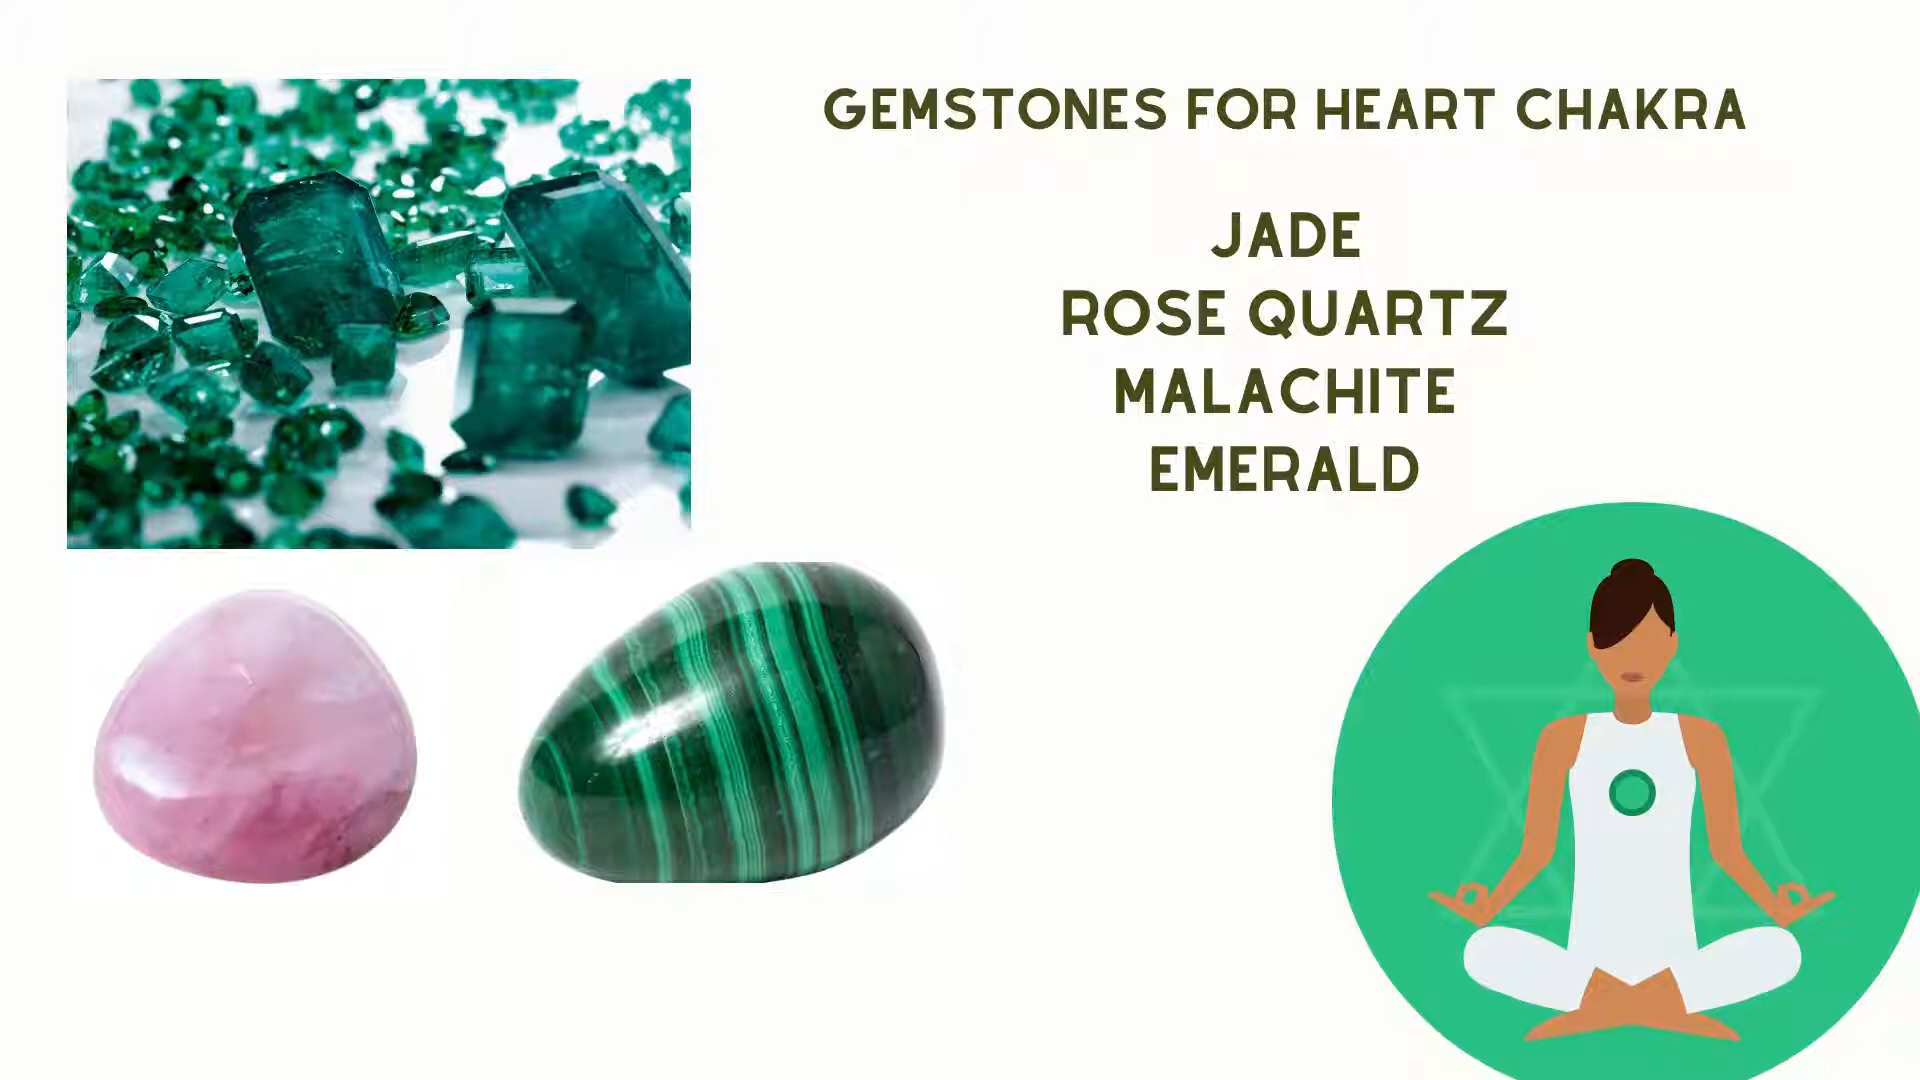 GEMSTONES FOR HEART CHAKRA
JADE
ROSE QUARTZ
MALACHITE
EMERALD